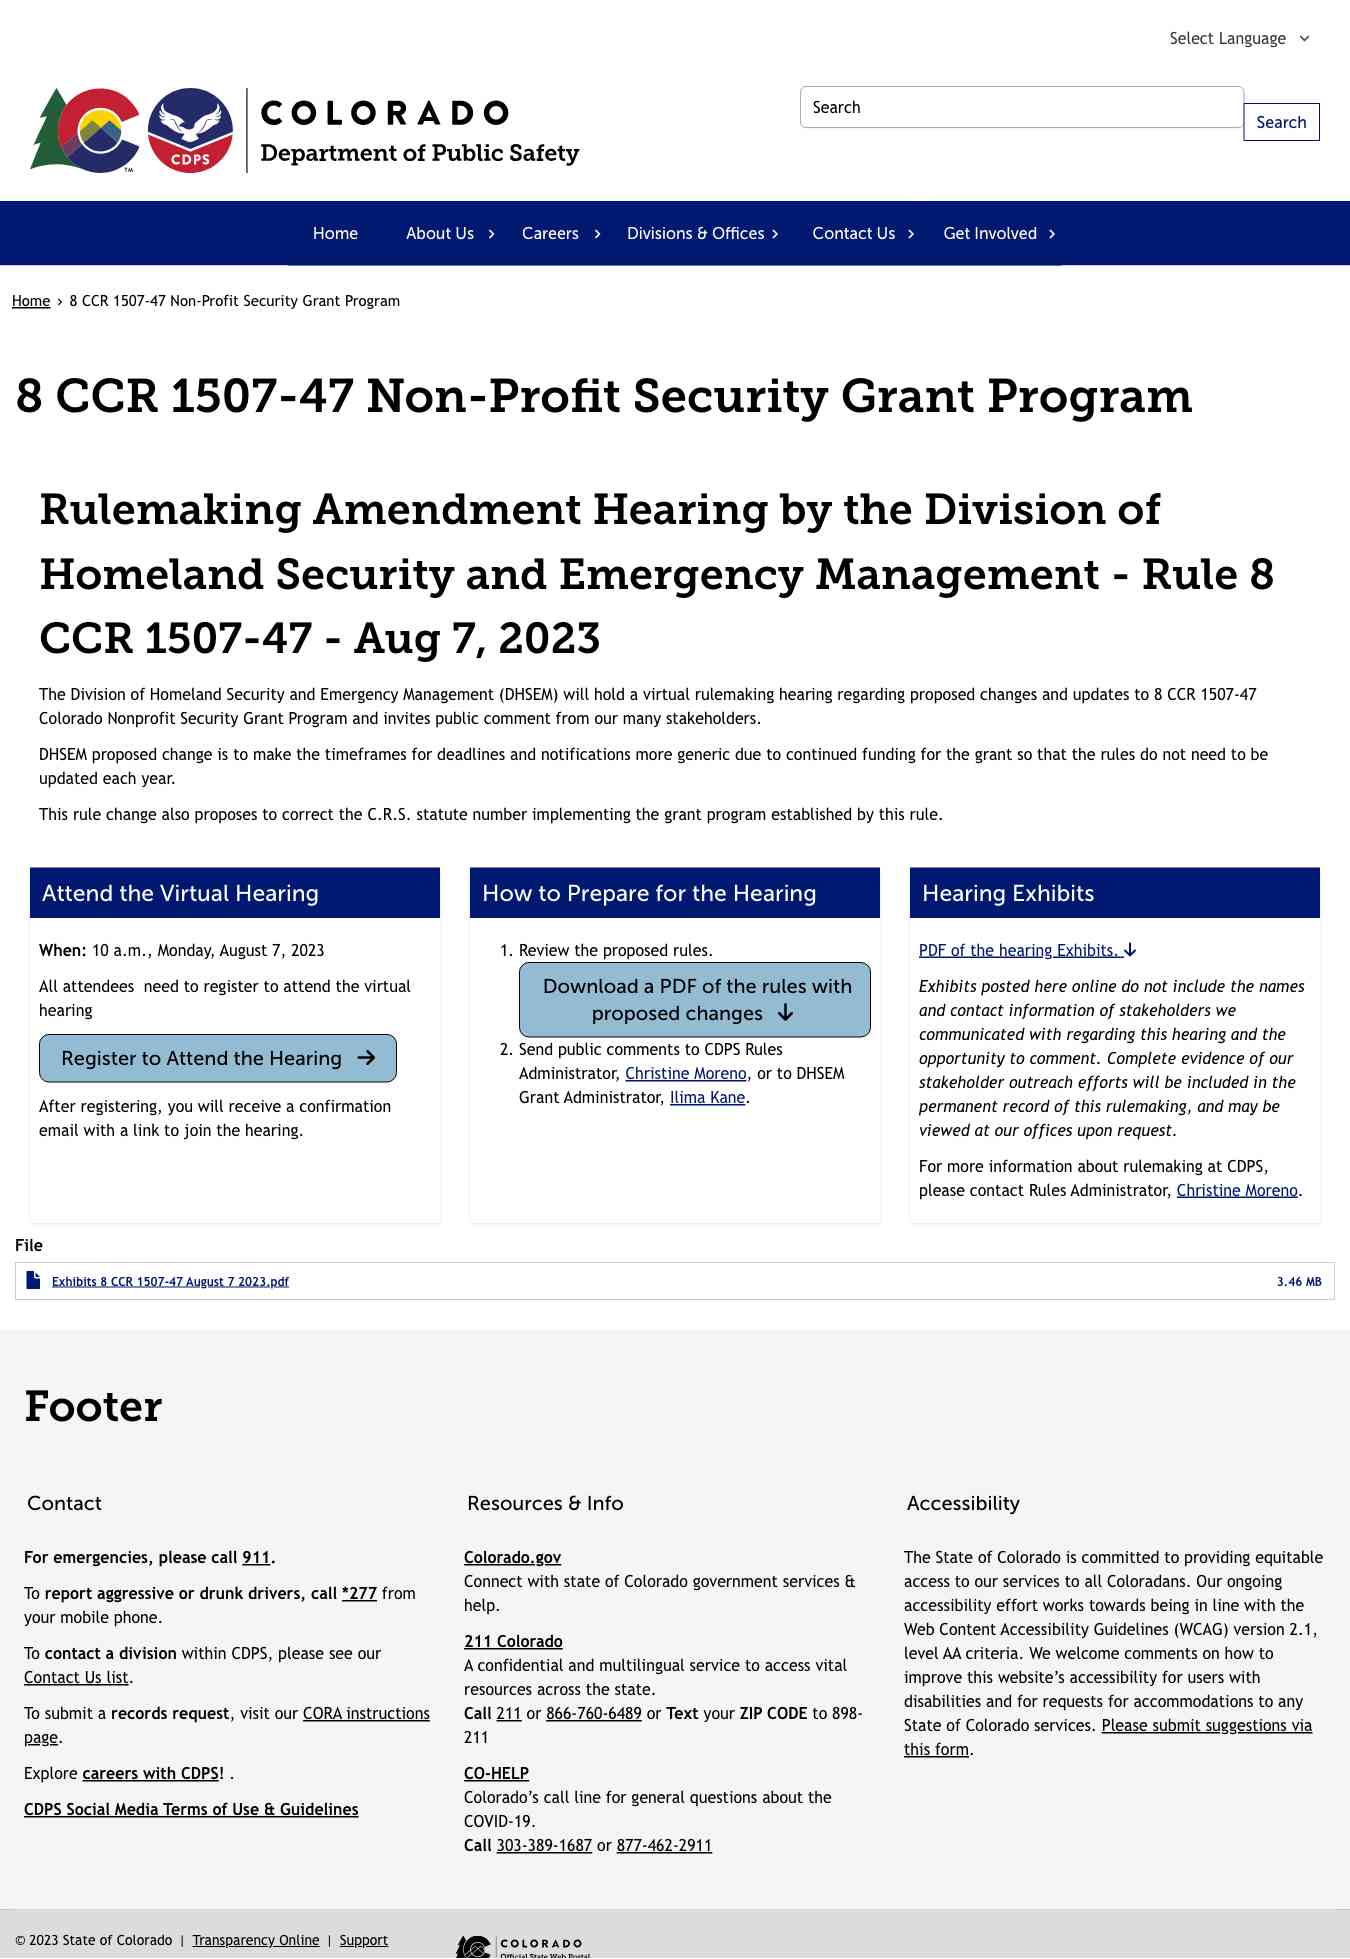 Select Language
COLORADO
Department of Public Safety
CDPS
TM
Search
Search
Home
About Us
Careers
Divisions & Offices
Contact Us
Get Involved
Home › 8 CCR 1507-47 Non-Profit Security Grant Program
8 CCR 1507-47 Non-Profit Security Grant Program
Rulemaking Amendment Hearing by the Division of
Homeland Security and Emergency Management - Rule 8
CCR 1507-47 - Aug 7, 2023
The Division of Homeland Security and Emergency Management (DHSEM) will hold a virtual rulemaking hearing regarding proposed changes and updates to 8 CCR 1507-47
Colorado Nonprofit Security Grant Program and invites public comment from our many stakeholders.
DHSEM proposed change is to make the timeframes for deadlines and notifications more generic due to continued funding for the grant so that the rules do not need to be
updated each year.
This rule change also proposes to correct the C.R.S. statute number implementing the grant program established by this rule.
Attend the Virtual Hearing
When: 10 a.m., Monday, August 7, 2023
All attendees  need to register to attend the virtual
hearing
Register to Attend the Hearing
After registering, you will receive a confirmation
email with a link to join the hearing.
How to Prepare for the Hearing
1. Review the proposed rules.
Download a PDF of the rules with
proposed changes
2. Send public comments to CDPS Rules
Administrator, Christine Moreno, or to DHSEM
Grant Administrator, Ilima Kane.
Hearing Exhibits
PDF of the hearing Exhibits.
Exhibits posted here online do not include the names
and contact information of stakeholders we
communicated with regarding this hearing and the
opportunity to comment. Complete evidence of our
stakeholder outreach efforts will be included in the
permanent record of this rulemaking, and may be
viewed at our offices upon request.
For more information about rulemaking at CDPS,
please contact Rules Administrator, Christine Moreno.
File
Exhibits 8 CCR 1507-47 August 7 2023.pdf
3.46 MB
Footer
Contact
For emergencies, please call 911.
To report aggressive or drunk drivers, call *277 from
your mobile phone.
To contact a division within CDPS, please see our
Contact Us list.
To submit a records request, visit our CORA instructions
page.
Explore careers with CDPS! .
CDPS Social Media Terms of Use & Guidelines
Resources & Info
Colorado.gov
Connect with state of Colorado government services &
help.
211 Colorado
A confidential and multilingual service to access vital
resources across the state.
Call 211 or 866-760-6489 or Text your ZIP CODE to 898-
211
CO-HELP
Colorado’s call line for general questions about the
COVID-19.
Call 303-389-1687 or 877-462-2911
Accessibility
The State of Colorado is committed to providing equitable
access to our services to all Coloradans. Our ongoing
accessibility effort works towards being in line with the
Web Content Accessibility Guidelines (WCAG) version 2.1,
level AA criteria. We welcome comments on how to
improve this website’s accessibility for users with
disabilities and for requests for accommodations to any
State of Colorado services. Please submit suggestions via
this form.
© 2023 State of Colorado | Transparency Online | Support
COLORADO
Official State Web Portal